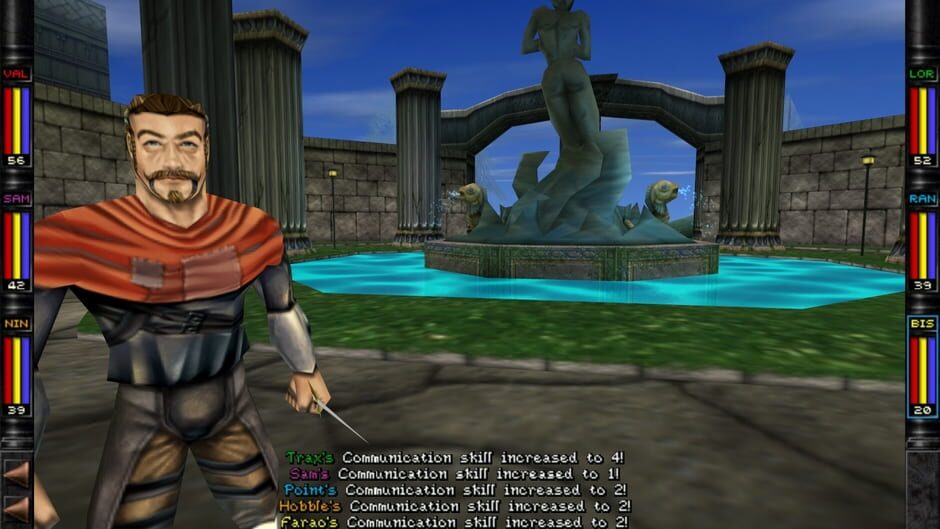 VAL
56
SAM
42
NIN
39
LOR
52
RAN
39
BIS
20
Trax's Communication skill increased to 4!
Sam's Communication skill increased to 1!
Point's Communication skill increased to 2!
Hobble's Communication skill increased to 2!
Farao's Communication skill increased to 2!